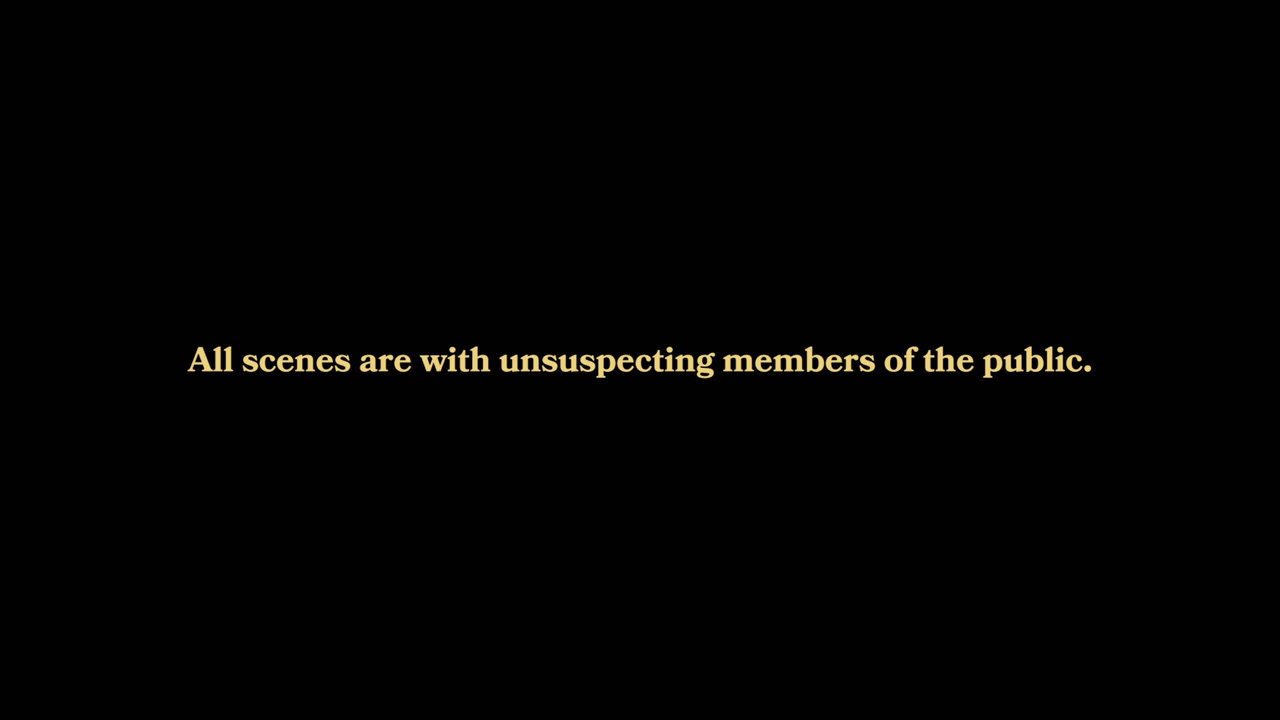 All scenes are with unsuspecting members of the public.